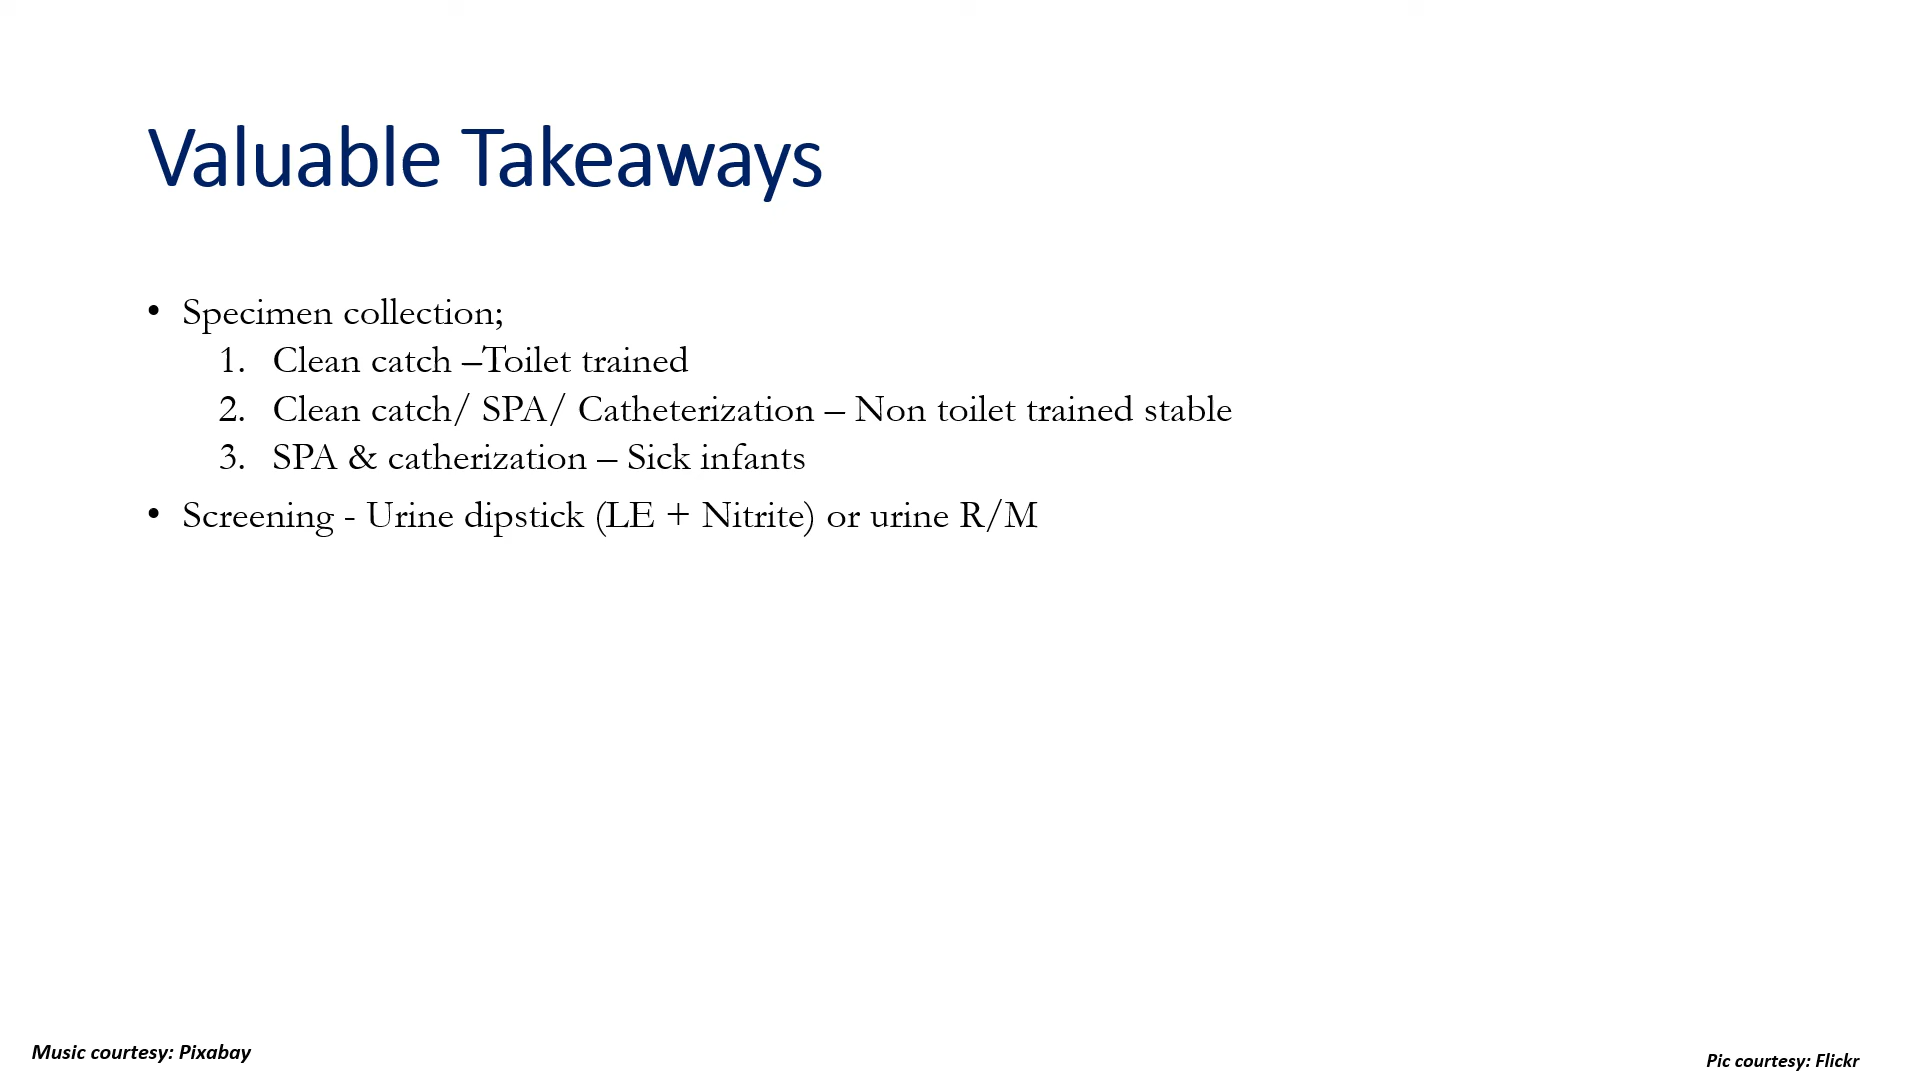 Valuable Takeaways
• Specimen collection;
1. Clean catch –Toilet trained
2. Clean catch/ SPA/ Catheterization – Non toilet trained stable
3. SPA & catherization – Sick infants
• Screening - Urine dipstick (LE + Nitrite) or urine R/M
Music courtesy: Pixabay
Pic courtesy: Flickr